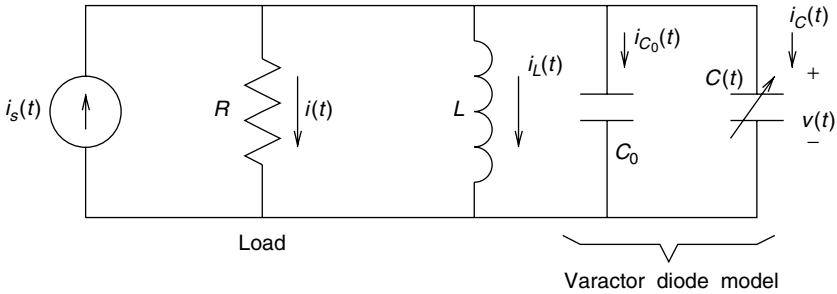 i_C(t)
i_{C_0}(t)
i_L(t)
C(t)
+
i_s(t)
R
i(t)
L
v(t)
−
C_0
Load
Varactor diode model